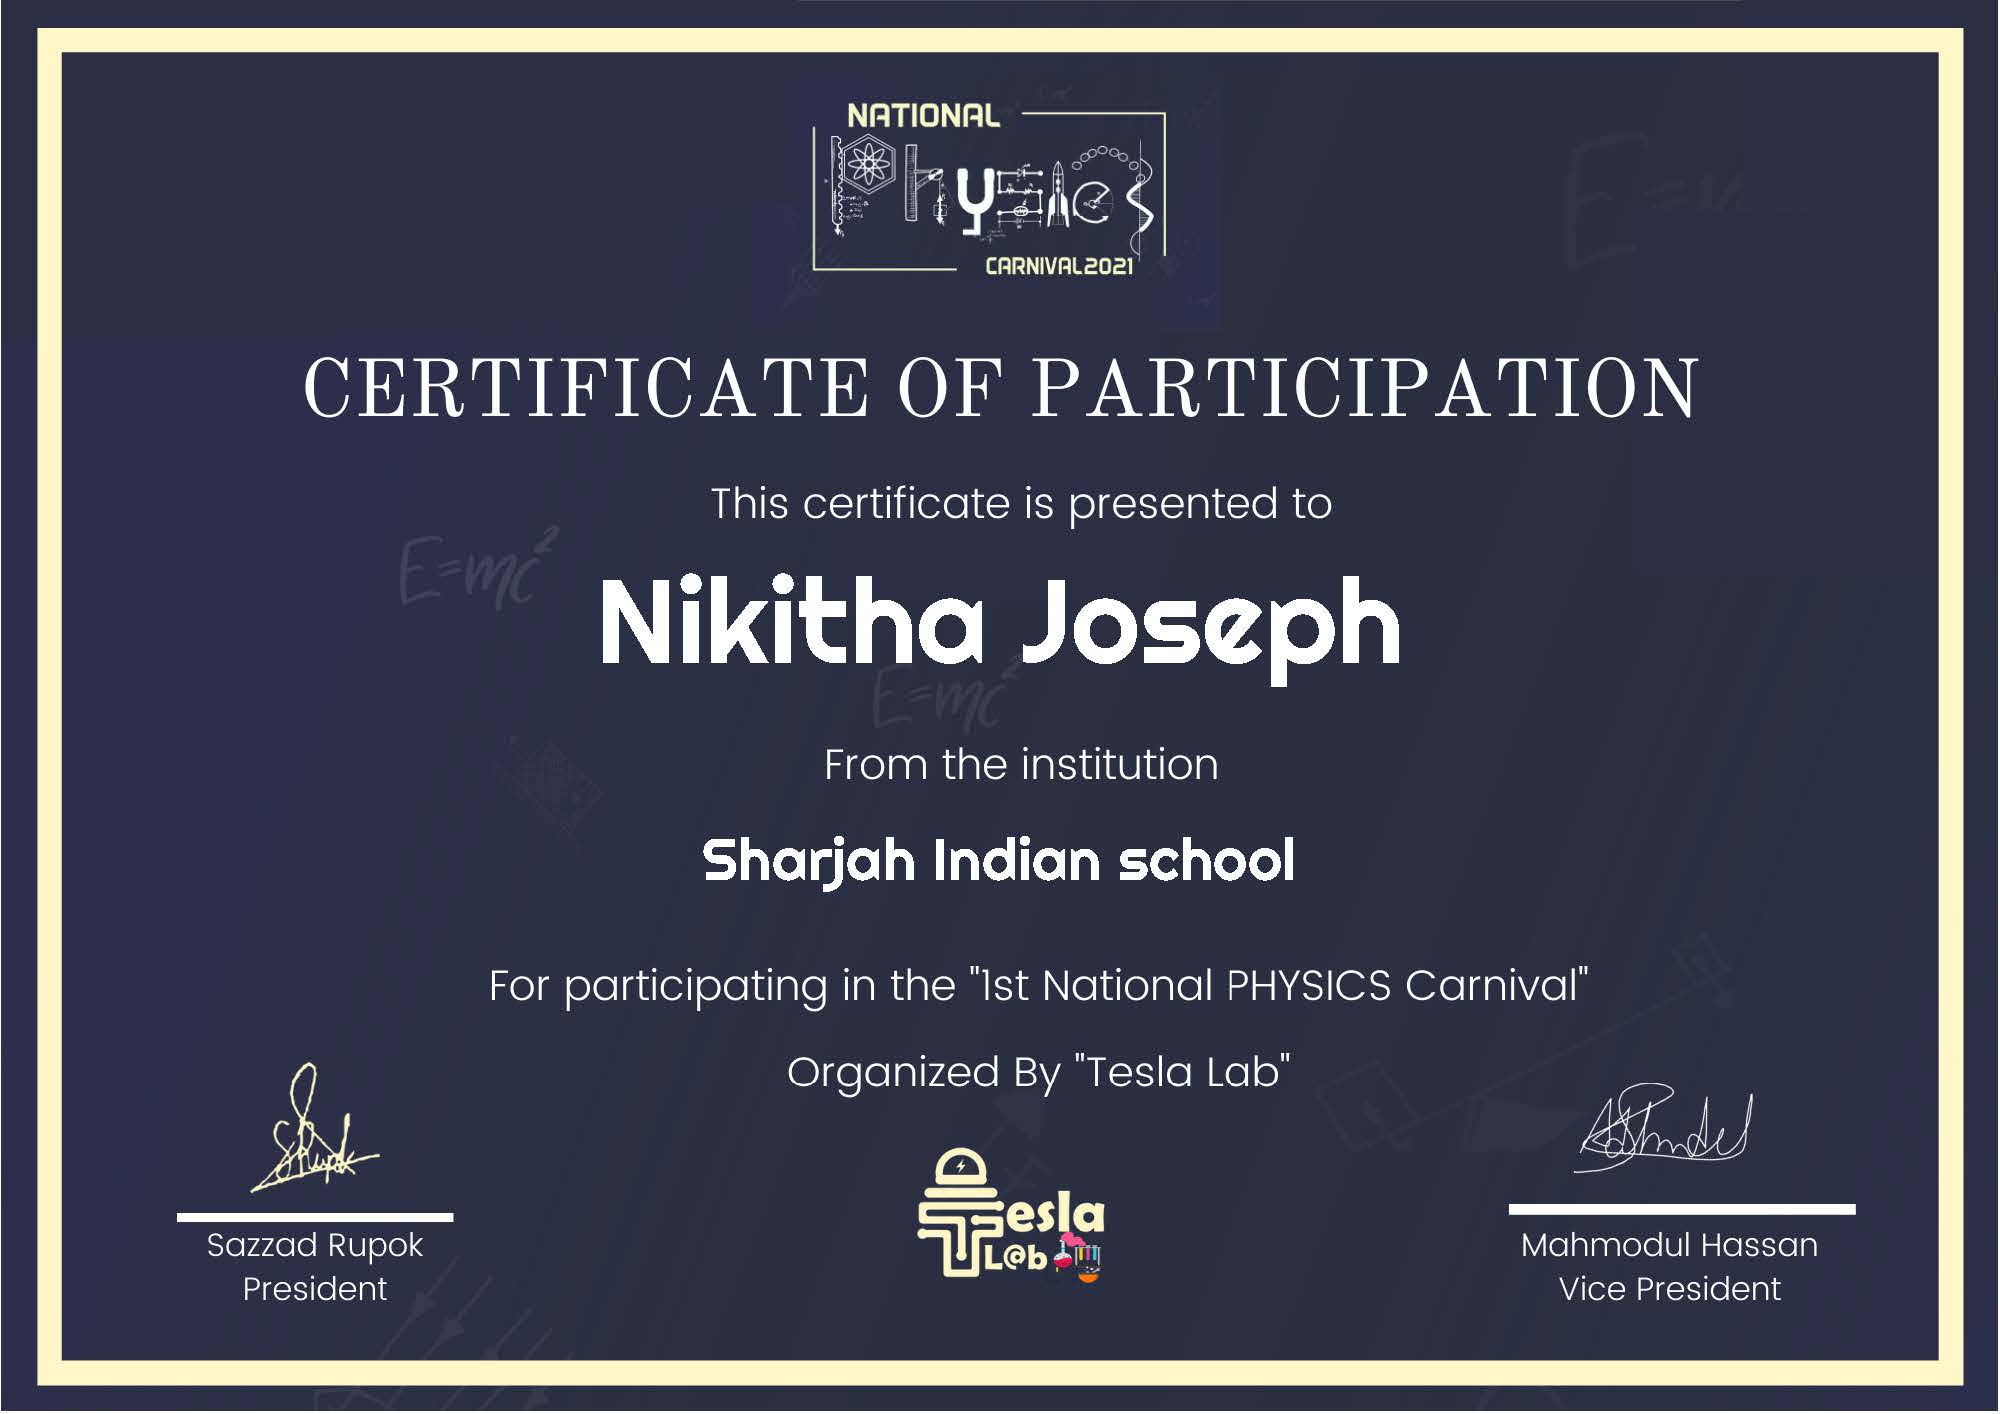 NATIONAL
Physics
CARNIVAL2021
CERTIFICATE OF PARTICIPATION
This certificate is presented to
E=mc²
Nikitha Joseph
E=mc²
From the institution
Sharjah Indian school
For participating in the "1st National PHYSICS Carnival"
Organized By "Tesla Lab"
Tesla
L@b
Sazzad Rupok
President
Mahmodul Hassan
Vice President